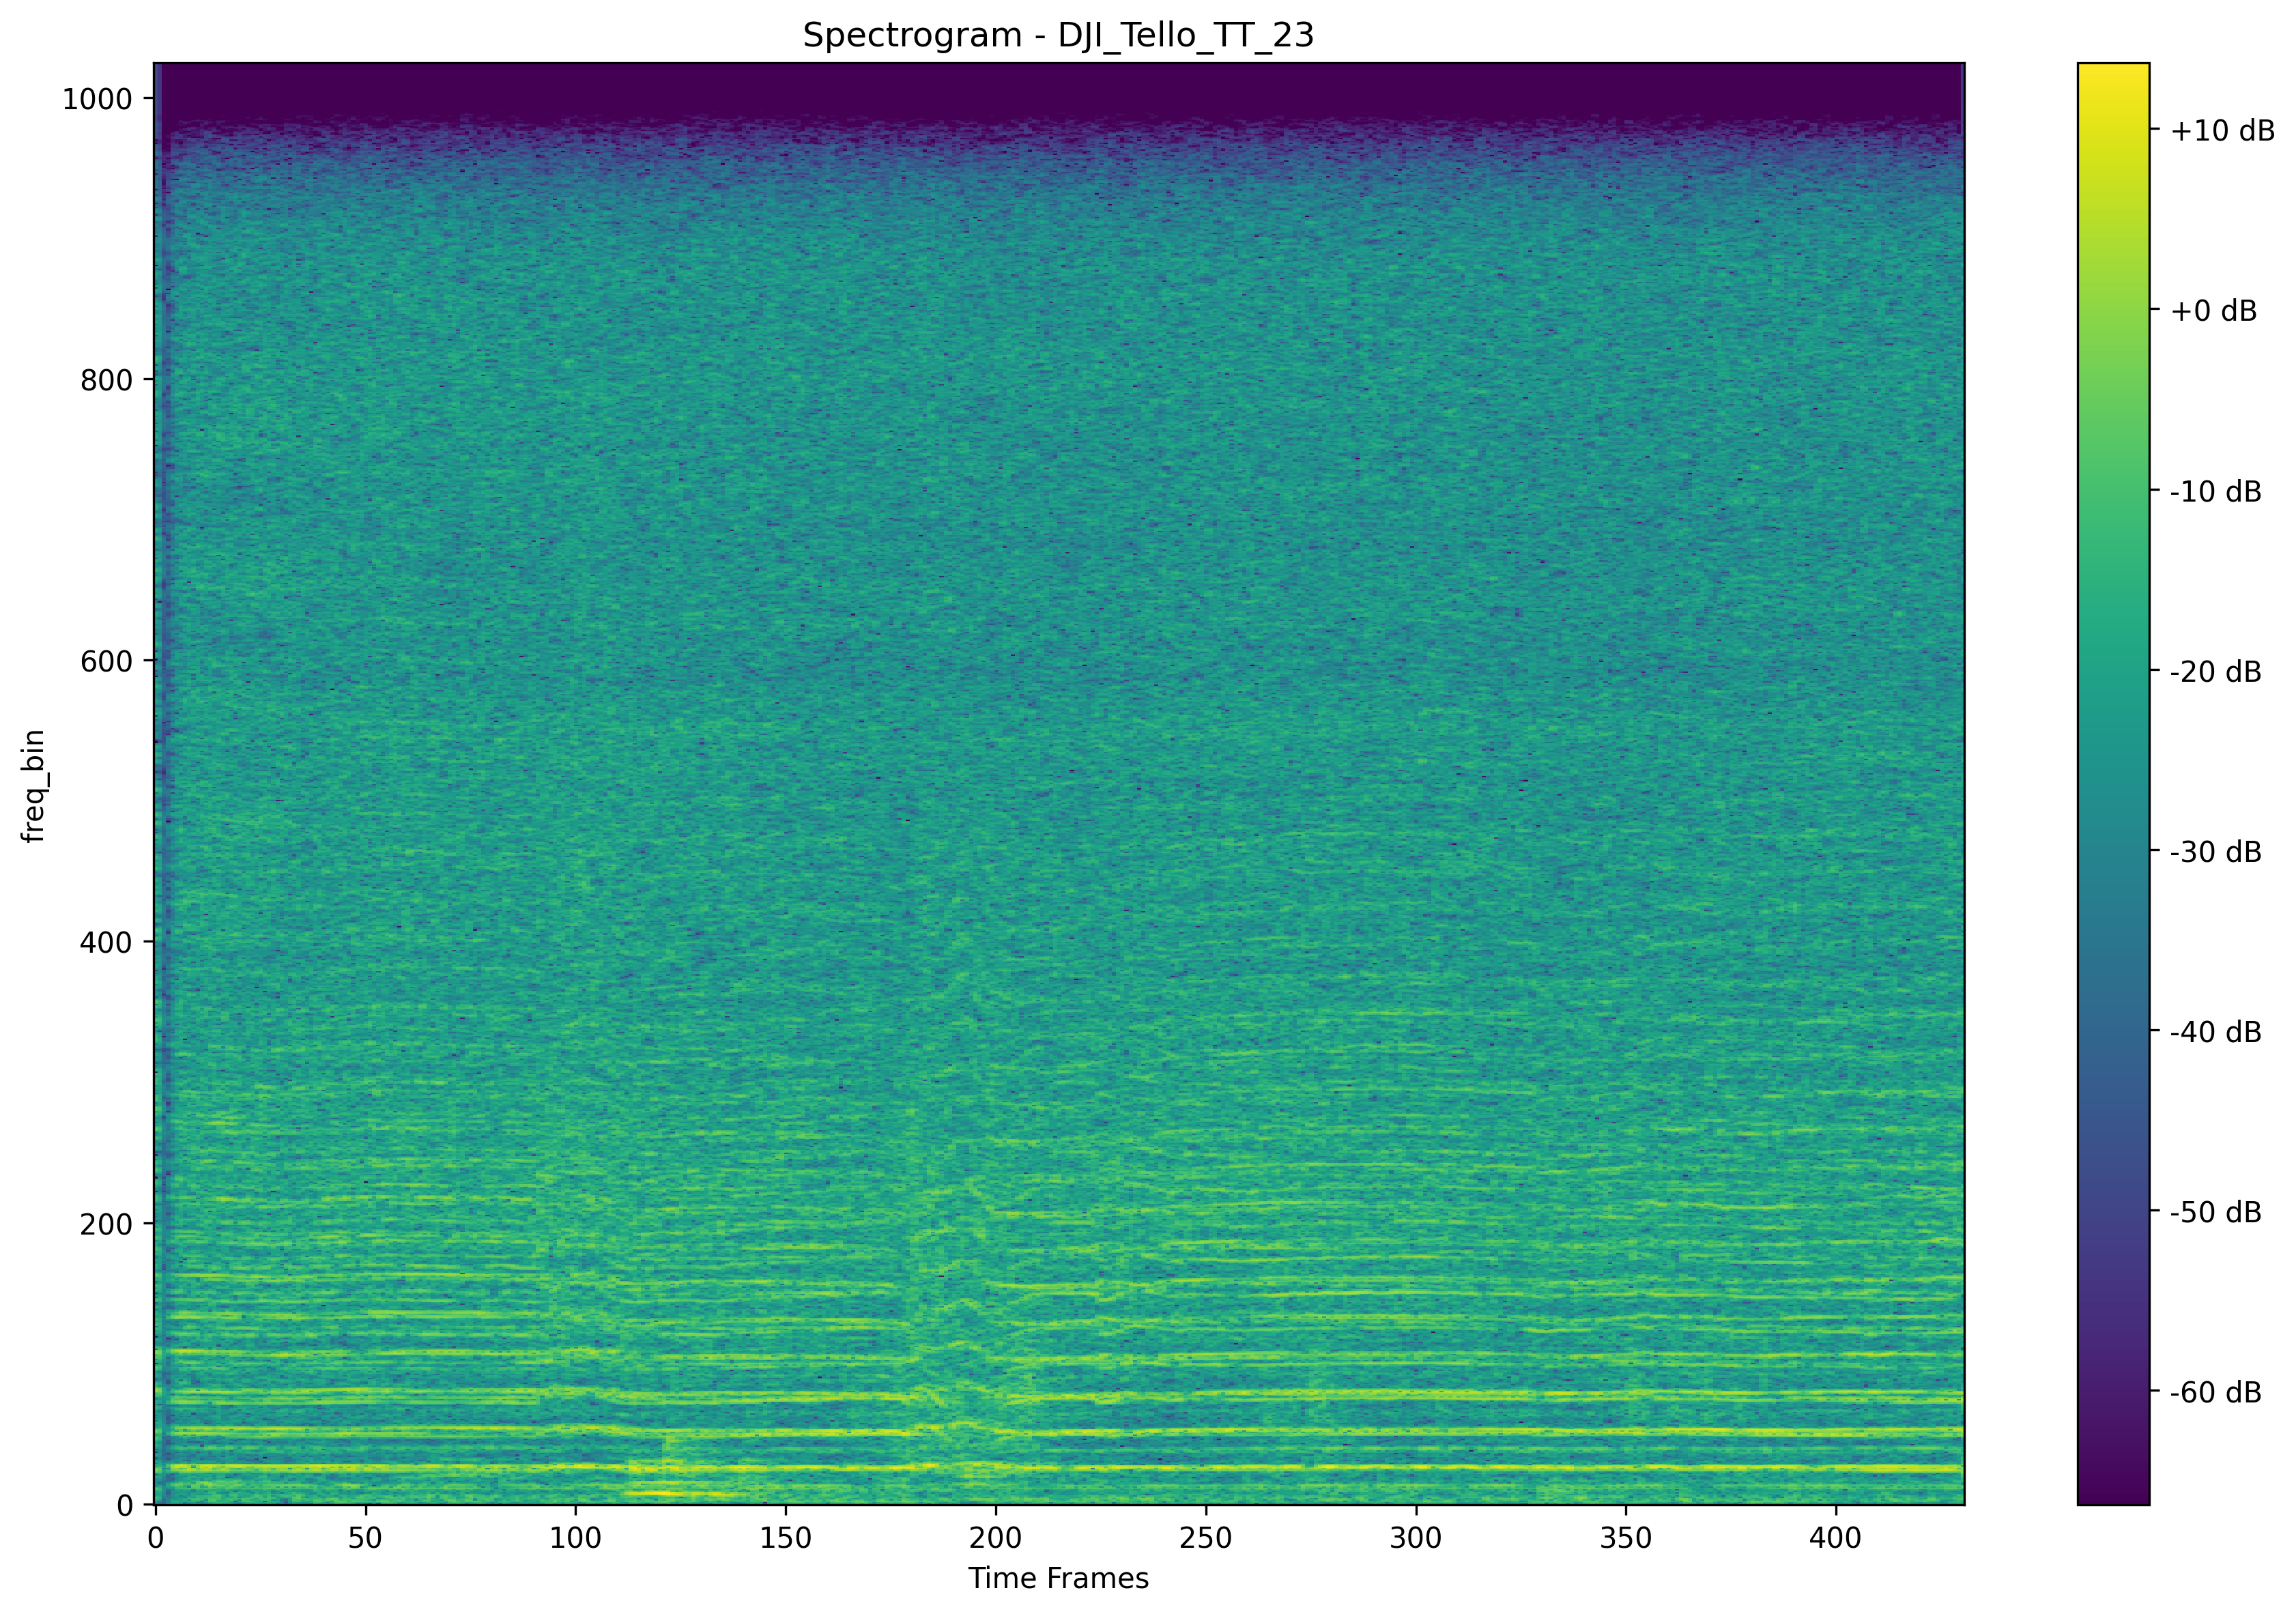 Spectrogram - DJI_Tello_TT_23
1000
800
600
400
200
0
freq_bin
0 50 100 150 200 250 300 350 400
Time Frames
+10 dB
+0 dB
-10 dB
-20 dB
-30 dB
-40 dB
-50 dB
-60 dB